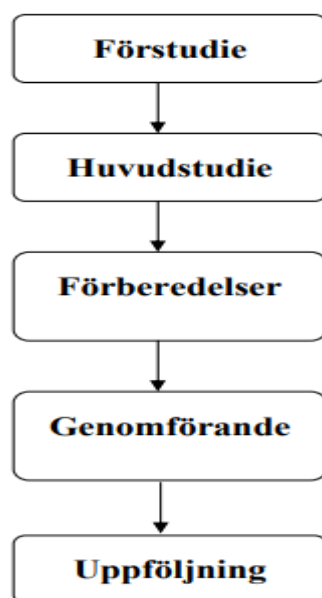 Förstudie
Huvudstudie
Förberedelser
Genomförande
Uppföljning